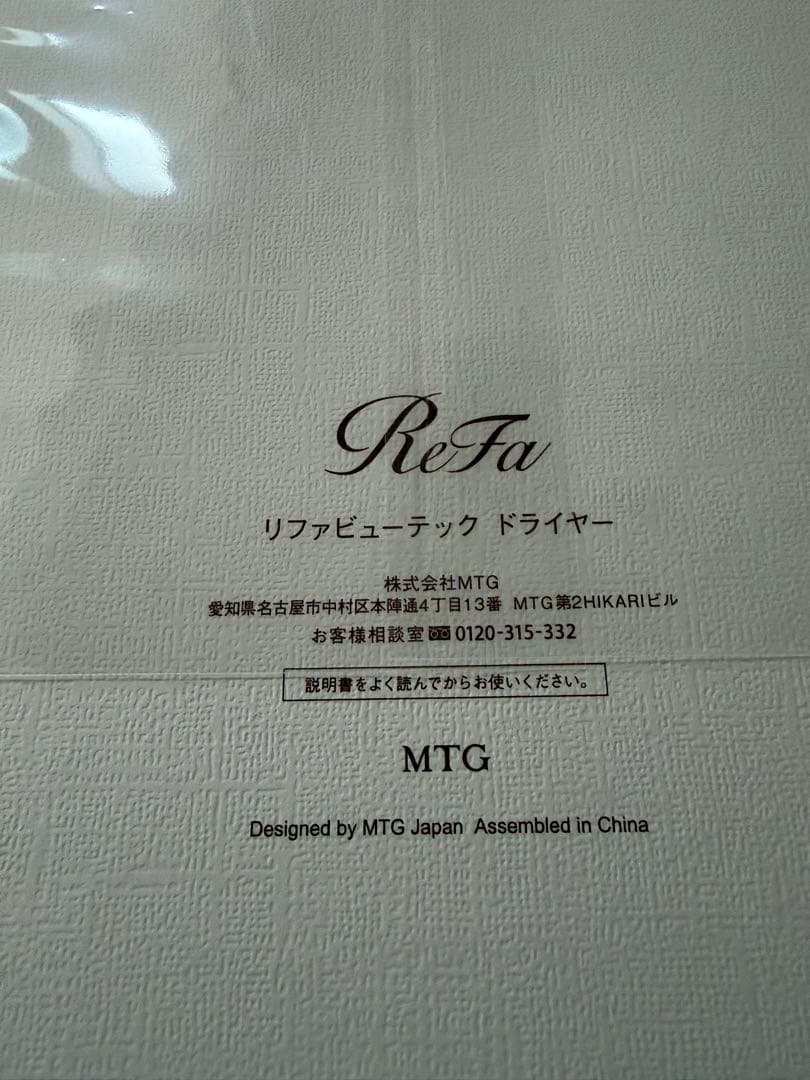 ReFa
リファビューテック ドライヤー
株式会社MTG
愛知県名古屋市中村区本陣通4丁目13番 MTG第2HIKARIビル
お客様相談室 0120-315-332
説明書をよく読んでからお使いください。
MTG
Designed by MTG Japan Assembled in China